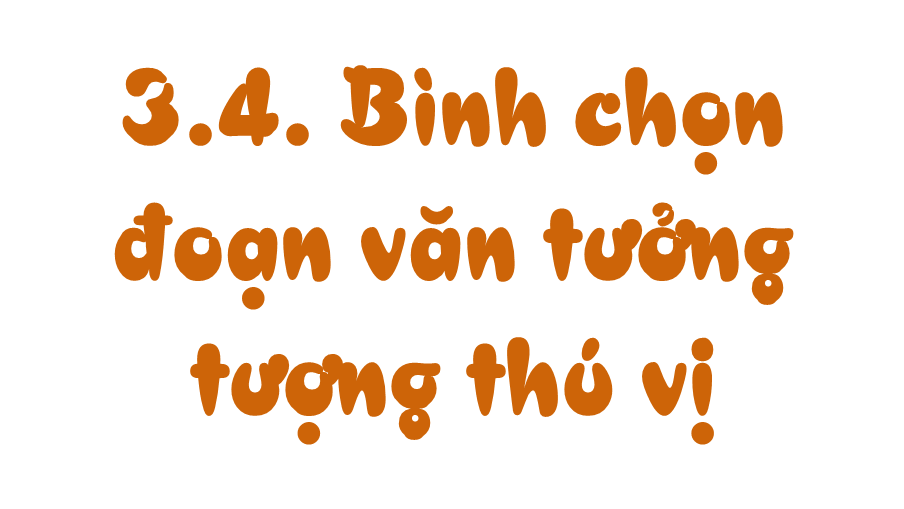 3.4. Bình chọn
đoạn văn tưởng
tượng thú vị